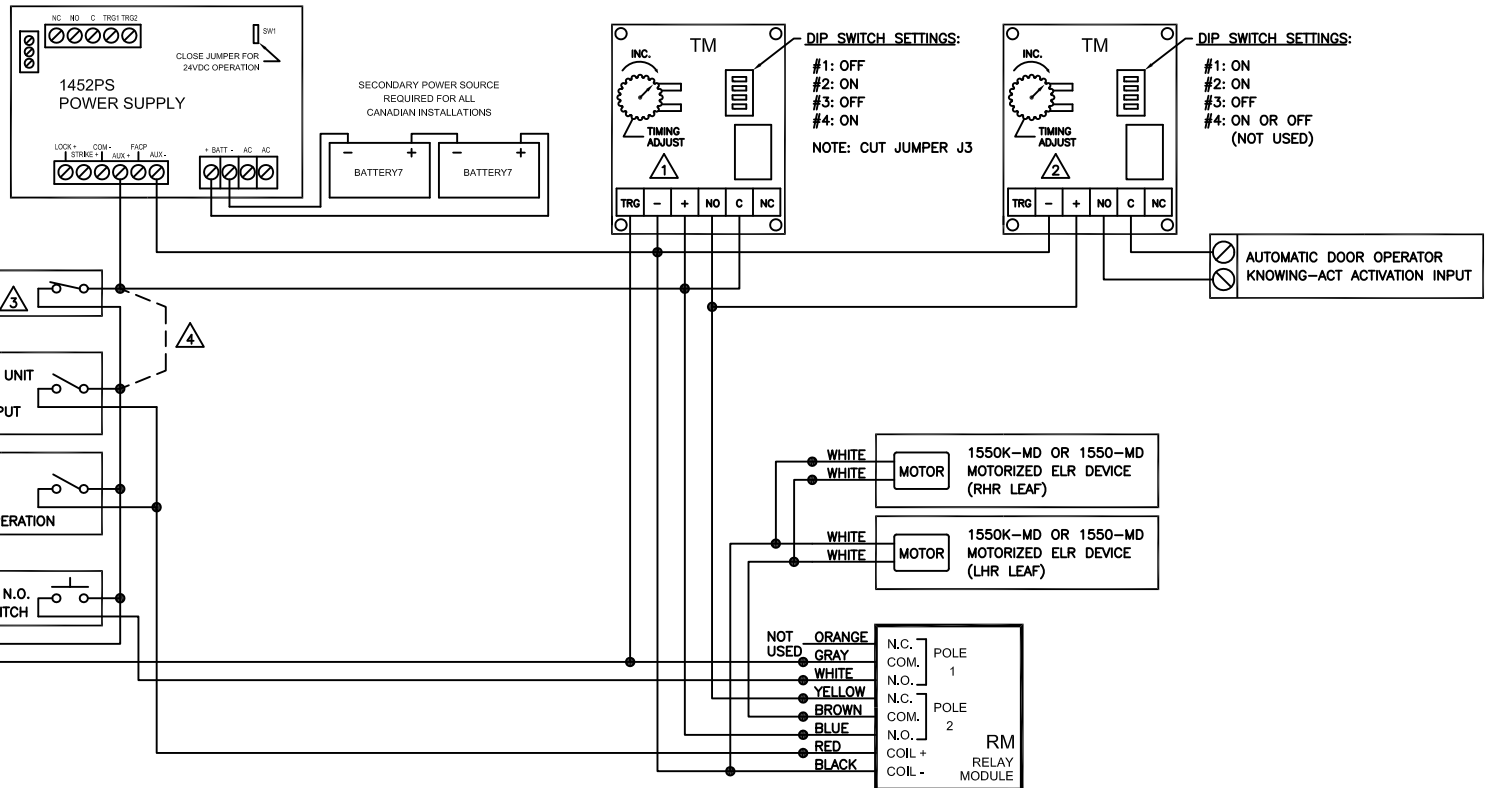 NC NO C TRG1 TRG2
SW1
CLOSE JUMPER FOR
24VDC OPERATION
1452PS
POWER SUPPLY
LOCK + COM - FACP
STRIKE + AUX + AUX -
+ BATT - AC AC
SECONDARY POWER SOURCE
REQUIRED FOR ALL
CANADIAN INSTALLATIONS
- +
BATTERY7
- +
BATTERY7
TM
INC.
TIMING
ADJUST
1
TRG - + NO C NC
DIP SWITCH SETTINGS:
#1: OFF
#2: ON
#3: OFF
#4: ON
NOTE: CUT JUMPER J3
TM
INC.
TIMING
ADJUST
2
TRG - + NO C NC
DIP SWITCH SETTINGS:
#1: ON
#2: ON
#3: OFF
#4: ON OR OFF
(NOT USED)
AUTOMATIC DOOR OPERATOR
KNOWING-ACT ACTIVATION INPUT
3
4
UNIT
PUT
PERATION
N.O.
ITCH
WHITE
WHITE
MOTOR
1550K-MD OR 1550-MD
MOTORIZED ELR DEVICE
(RHR LEAF)
WHITE
WHITE
MOTOR
1550K-MD OR 1550-MD
MOTORIZED ELR DEVICE
(LHR LEAF)
NOT
USED
ORANGE
GRAY
WHITE
YELLOW
BROWN
BLUE
RED
BLACK
N.C.
COM.
N.O.
POLE
1
N.C.
COM.
N.O.
POLE
2
COIL +
COIL -
RM
RELAY
MODULE